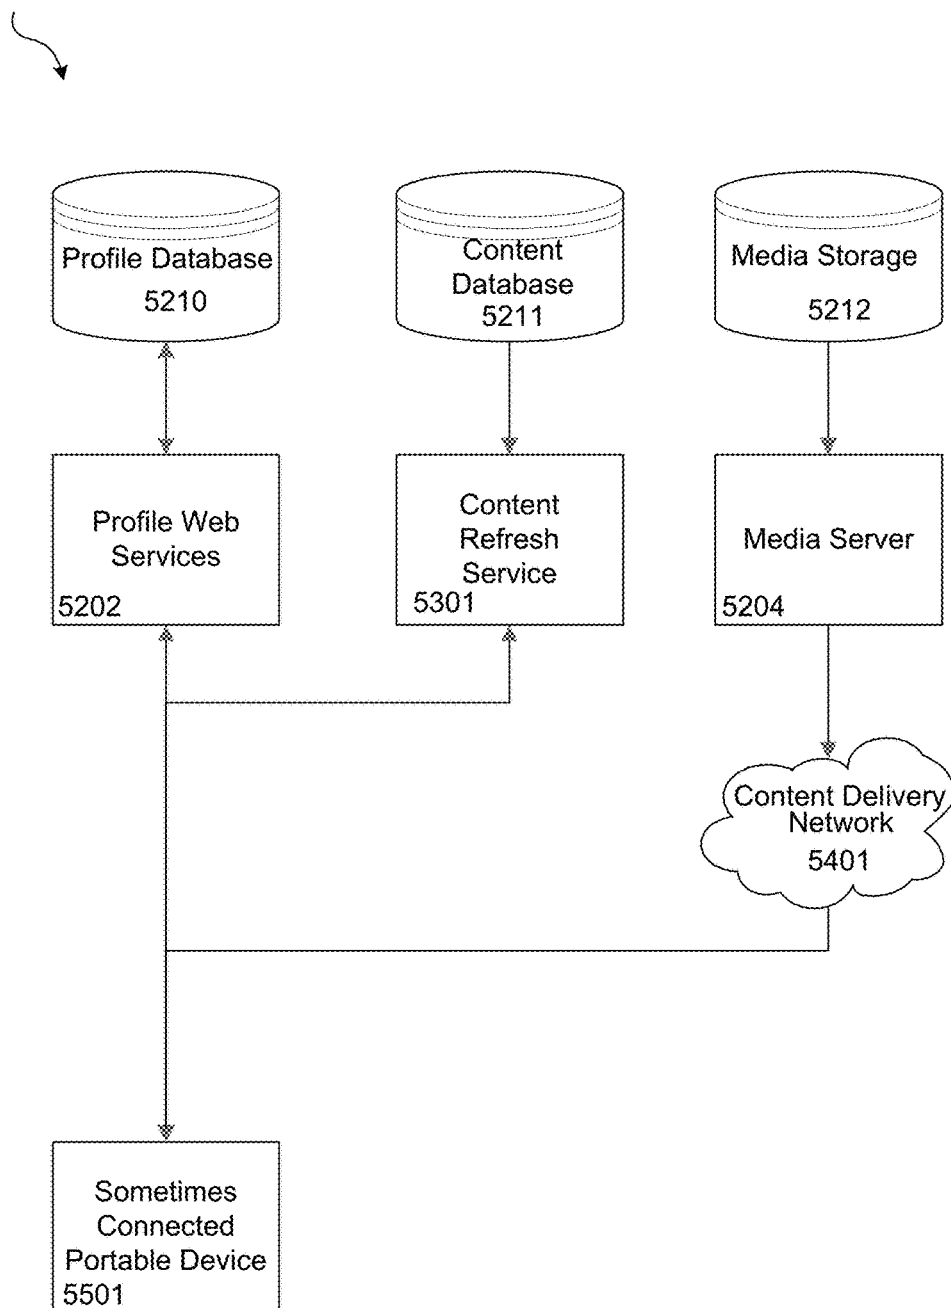 Profile Database
5210
Content
Database
5211
Media Storage
5212
Profile Web
Services
5202
Content
Refresh
Service
5301
Media Server
5204
Content Delivery
Network
5401
Sometimes
Connected
Portable Device
5501